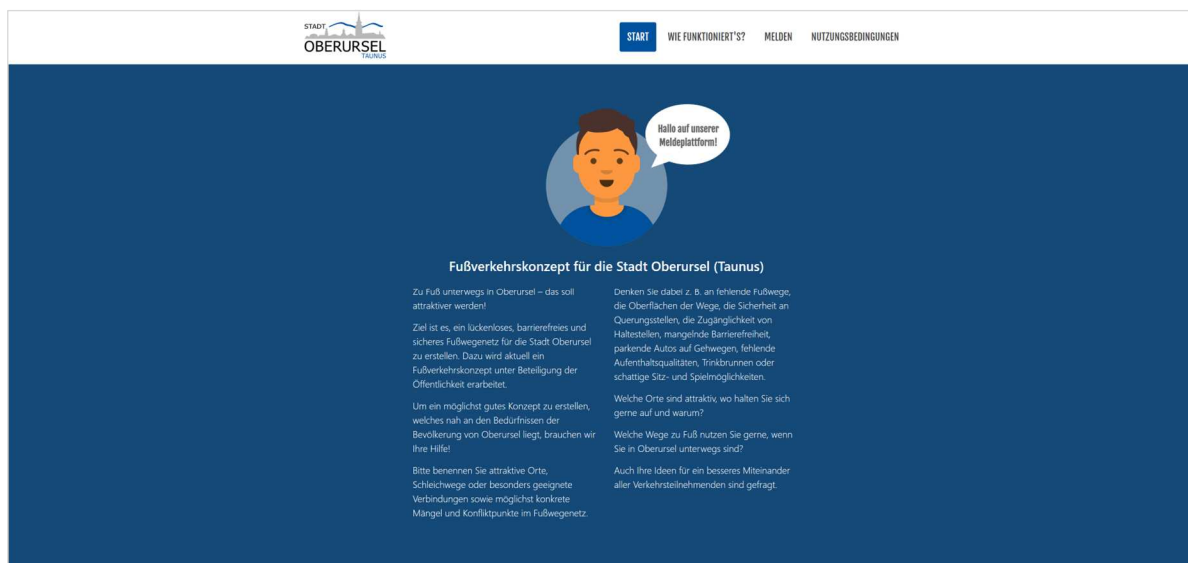 STADT
OBERURSEL
TAUNUS
START WIE FUNKTIONIERT'S? MELDEN NUTZUNGSBEDINGUNGEN
Hallo auf unserer
Meldeplattform!
Fußverkehrskonzept für die Stadt Oberursel (Taunus)
Zu Fuß unterwegs in Oberursel – das soll
attraktiver werden!
Ziel ist es, ein lückenloses, barrierefreies und
sicheres Fußwegenetz für die Stadt Oberursel
zu erstellen. Dazu wird aktuell ein
Fußverkehrskonzept unter Beteiligung der
Öffentlichkeit erarbeitet.
Um ein möglichst gutes Konzept zu erstellen,
welches nah an den Bedürfnissen der
Bevölkerung von Oberursel liegt, brauchen wir
Ihre Hilfe!
Bitte benennen Sie attraktive Orte,
Schleichwege oder besonders geeignete
Verbindungen sowie möglichst konkrete
Mängel und Konfliktpunkte im Fußwegenetz.
Denken Sie dabei z. B. an fehlende Fußwege,
die Oberflächen der Wege, die Sicherheit an
Querungsstellen, die Zugänglichkeit von
Haltestellen, mangelnde Barrierefreiheit,
parkende Autos auf Gehwegen, fehlende
Aufenthaltsqualitäten, Trinkbrunnen oder
schattige Sitz- und Spielmöglichkeiten.
Welche Orte sind attraktiv, wo halten Sie sich
gerne auf und warum?
Welche Wege zu Fuß nutzen Sie gerne, wenn
Sie in Oberursel unterwegs sind?
Auch Ihre Ideen für ein besseres Miteinander
aller Verkehrsteilnehmenden sind gefragt.